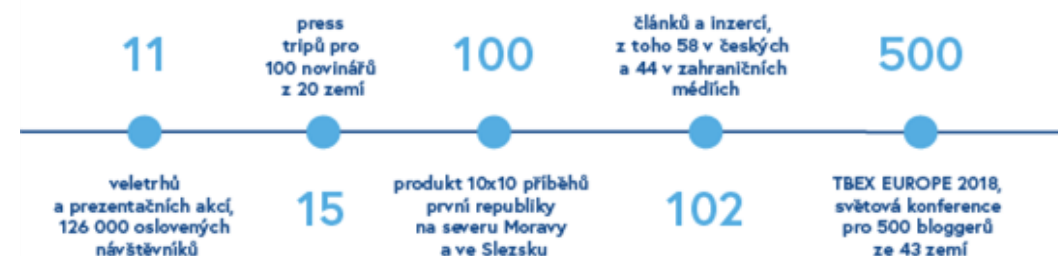 11
veletrhů
a prezentačních akcí,
126 000 oslovených
návštěvníků
press
tripů pro
100 novinářů
z 20 zemí
15
100
produkt 10x10 příběhů
první republiky
na severu Moravy
a ve Slezsku
článků a inzercí,
z toho 58 v českých
a 44 v zahraničních
médiích
102
500
TBEX EUROPE 2018,
světová konference
pro 500 bloggerů
ze 43 zemí